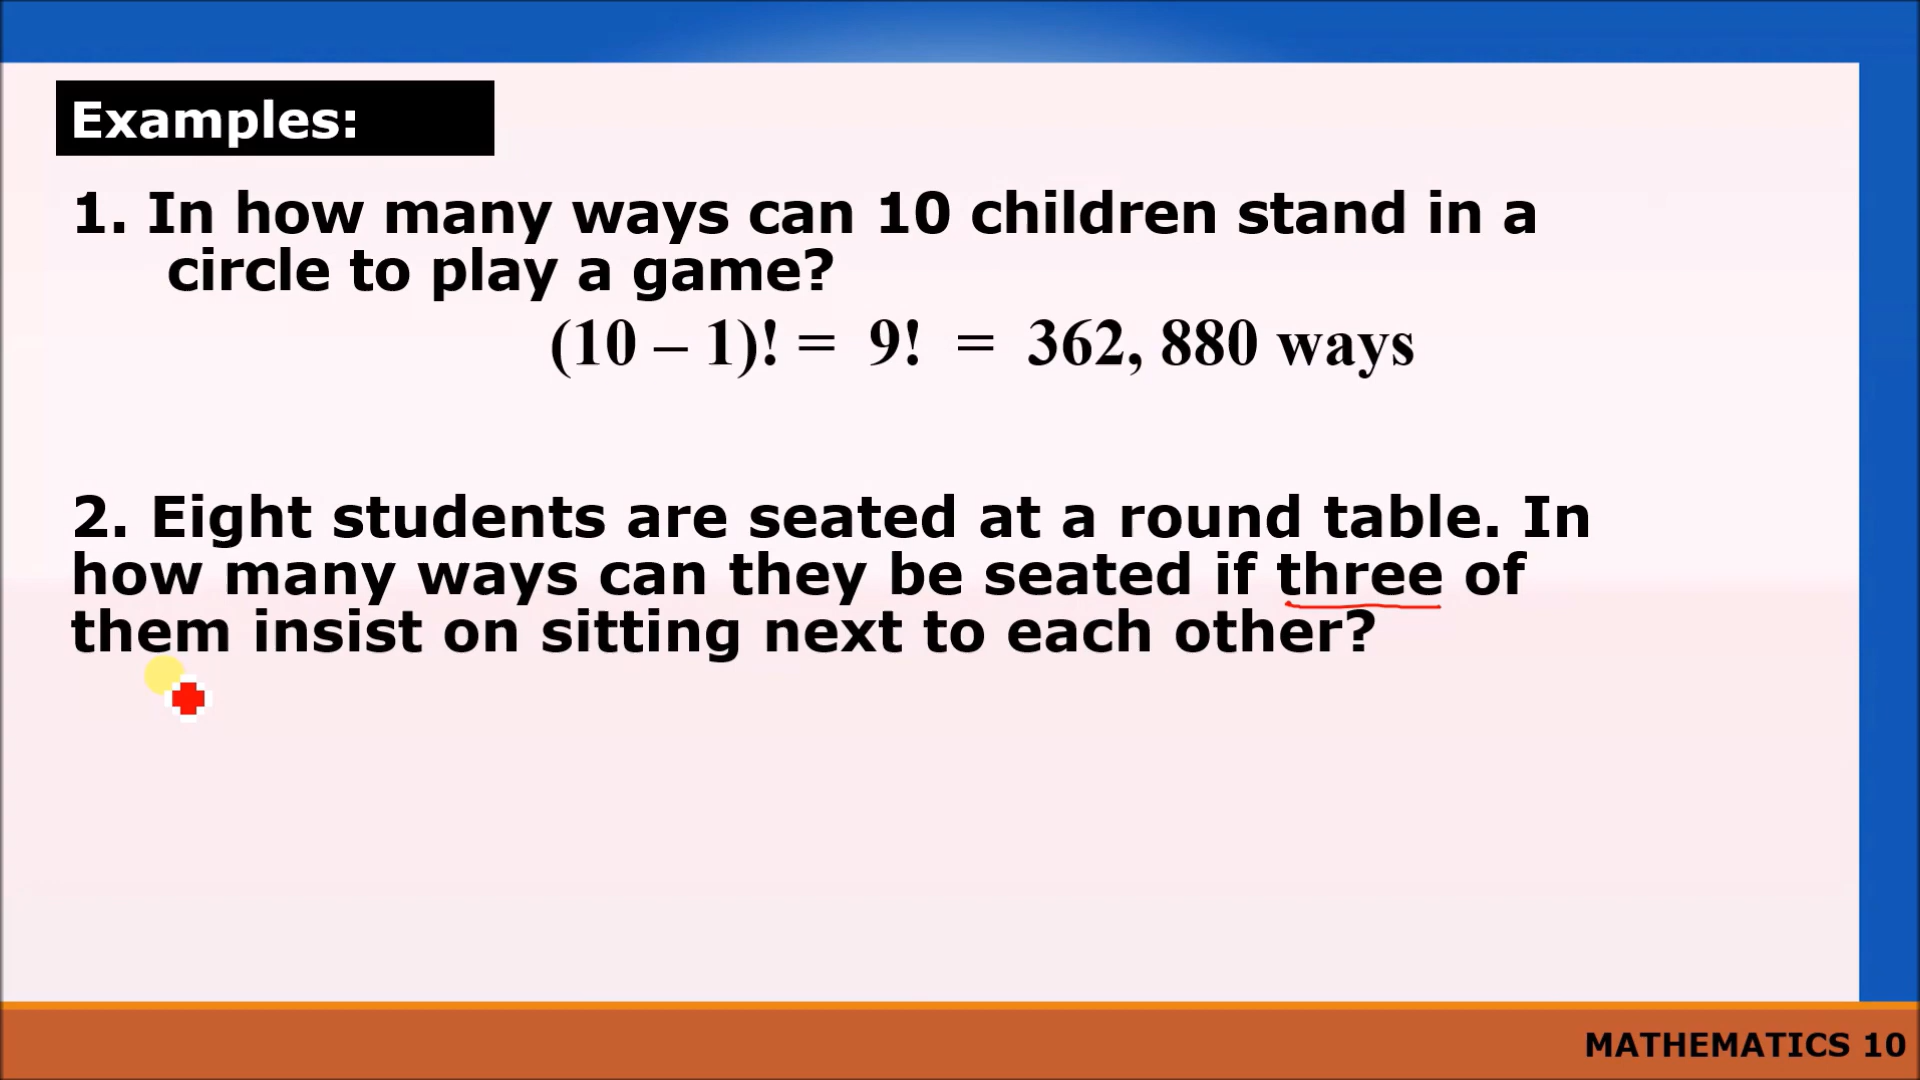 Examples:
1. In how many ways can 10 children stand in a
circle to play a game?
(10 – 1)! = 9! = 362, 880 ways
2. Eight students are seated at a round table. In
how many ways can they be seated if three of
them insist on sitting next to each other?
MATHEMATICS 10